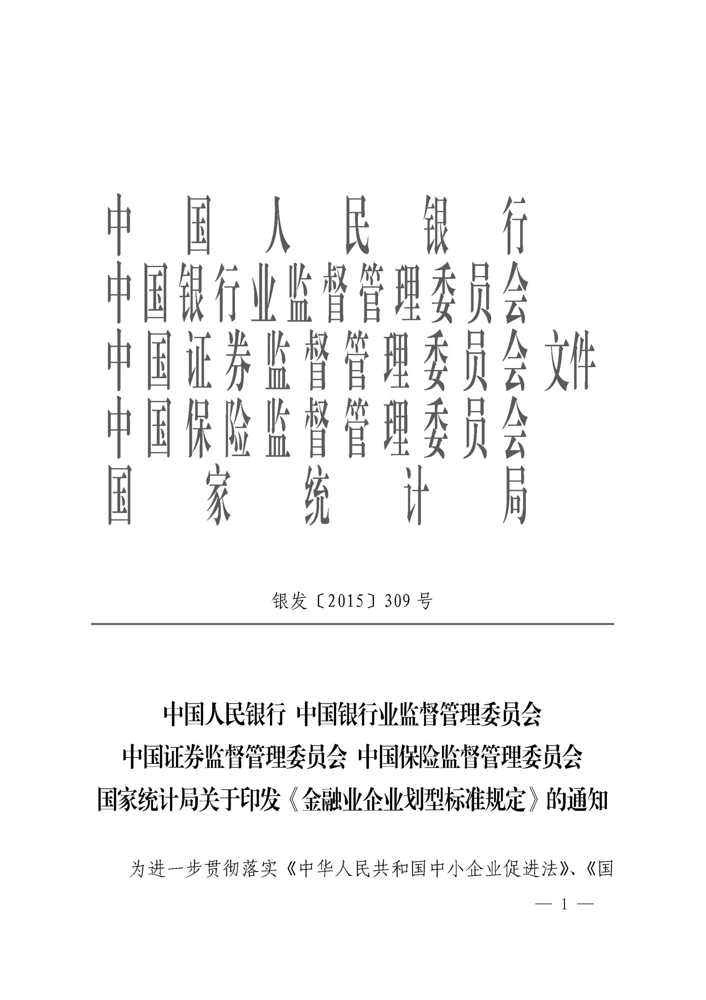 中国人民银行
中国银行业监督管理委员会
中国证券监督管理委员会 文件
中国保险监督管理委员会
国家统计局
银发〔2015〕309 号
中国人民银行 中国银行业监督管理委员会
中国证券监督管理委员会 中国保险监督管理委员会
国家统计局关于印发《金融业企业划型标准规定》的通知
为进一步贯彻落实《中华人民共和国中小企业促进法》、《国
— 1 —